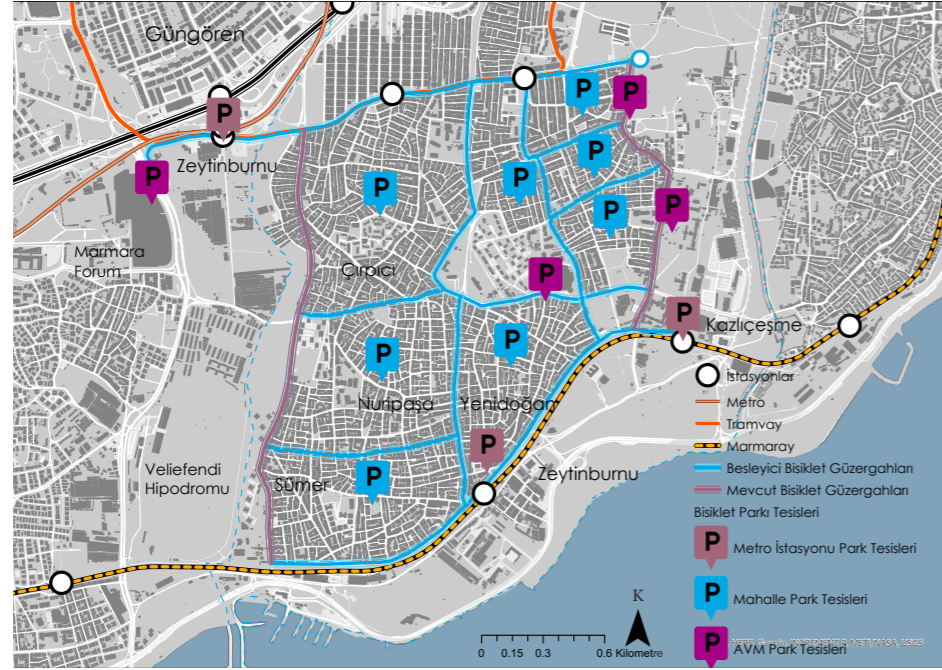 Güngören
P
P
P
P
Zeytinburnu
P
P
P
P
P
P
Marmara
Forum
Çırpıcı
P
P
Kazlıçeşme
P
P
İstasyonlar
Nuripaşa
Yenidoğan
Metro
Tramvay
Marmaray
P
Veliefendi
Hipodromu
Sümer
P
Zeytinburnu
Besleyici Bisiklet Güzergahları
Mevcut Bisiklet Güzergahları
Bisiklet Parkı Tesisleri
P
Metro İstasyonu Park Tesisleri
P
Mahalle Park Tesisleri
K
P
AVM Park Tesisleri
0 0.15 0.3 0.6 Kilometre